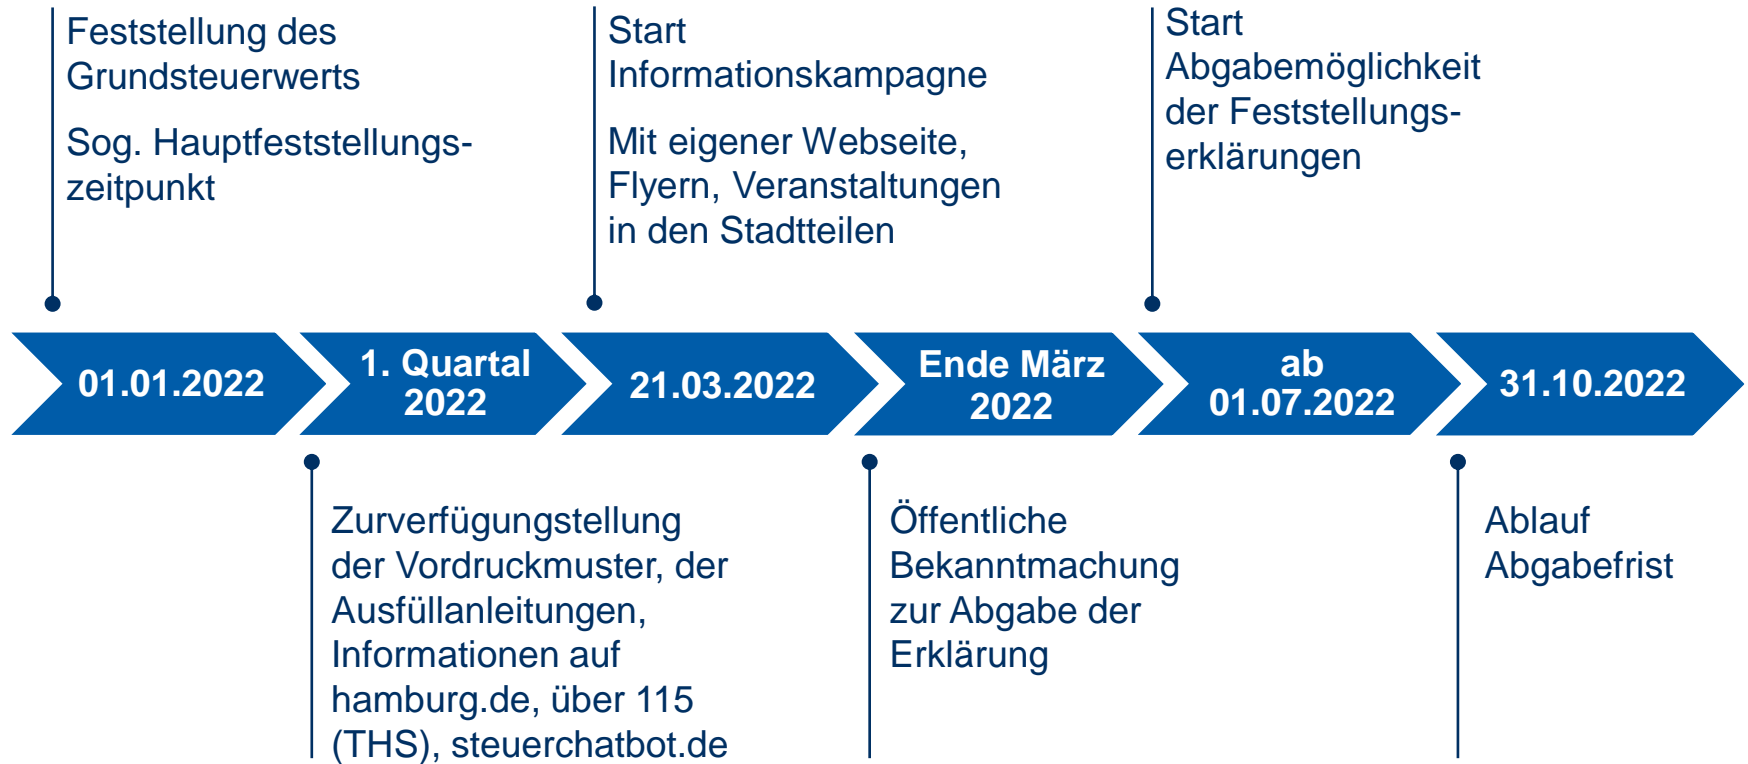 Feststellung des
Grundsteuerwerts
Sog. Hauptfeststellungs-
zeitpunkt
Start
Informationskampagne
Mit eigener Webseite,
Flyern, Veranstaltungen
in den Stadtteilen
Start
Abgabemöglichkeit
der Feststellungs-
erklärungen
01.01.2022
1. Quartal
2022
21.03.2022
Ende März
2022
ab
01.07.2022
31.10.2022
Zurverfügungstellung
der Vordruckmuster, der
Ausfüllanleitungen,
Informationen auf
hamburg.de, über 115
(THS), steuerchatbot.de
Öffentliche
Bekanntmachung
zur Abgabe der
Erklärung
Ablauf
Abgabefrist